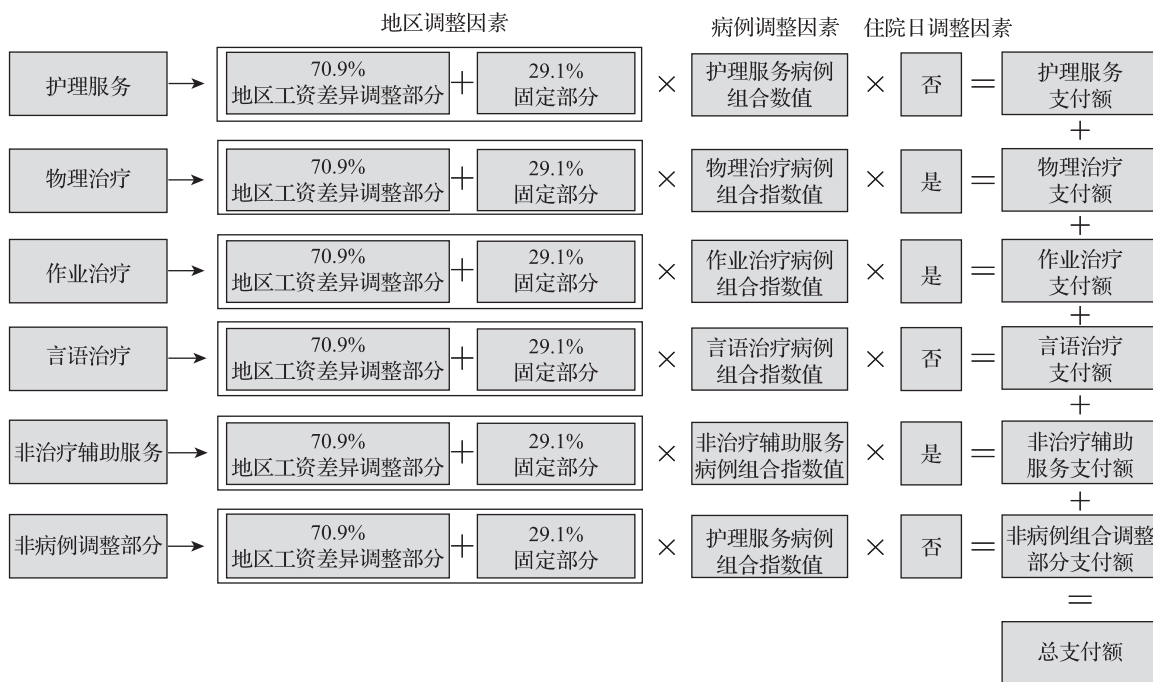 地区调整因素 病例调整因素 住院日调整因素
护理服务
70.9%
地区工资差异调整部分
+
29.1%
固定部分
×
护理服务病例
组合数值
×
否
=
护理服务
支付额
+
物理治疗
70.9%
地区工资差异调整部分
+
29.1%
固定部分
×
物理治疗病例
组合指数值
×
是
=
物理治疗
支付额
+
作业治疗
70.9%
地区工资差异调整部分
+
29.1%
固定部分
×
作业治疗病例
组合指数值
×
是
=
作业治疗
支付额
+
言语治疗
70.9%
地区工资差异调整部分
+
29.1%
固定部分
×
言语治疗病例
组合指数值
×
否
=
言语治疗
支付额
+
非治疗辅助服务
70.9%
地区工资差异调整部分
+
29.1%
固定部分
×
非治疗辅助服务
病例组合指数值
×
是
=
非治疗辅助
服务支付额
+
非病例调整部分
70.9%
地区工资差异调整部分
+
29.1%
固定部分
×
护理服务病例
组合指数值
×
否
=
非病例组合调整
部分支付额
=
总支付额